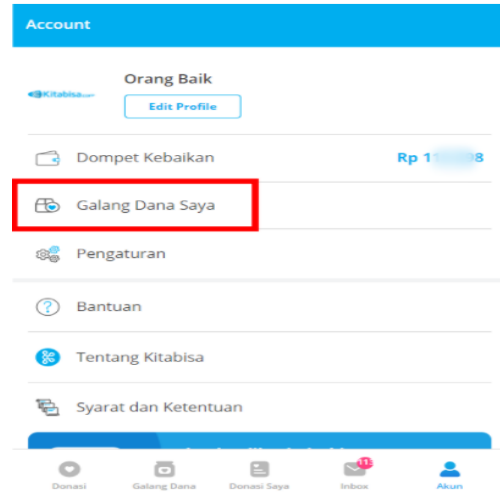 Account
Orang Baik
Kitabisa.com
Edit Profile
Dompet Kebaikan
Rp 11 8
Galang Dana Saya
Pengaturan
? Bantuan
Tentang Kitabisa
Syarat dan Ketentuan
Donasi
Galang Dana
Donasi Saya
Inbox
Akun